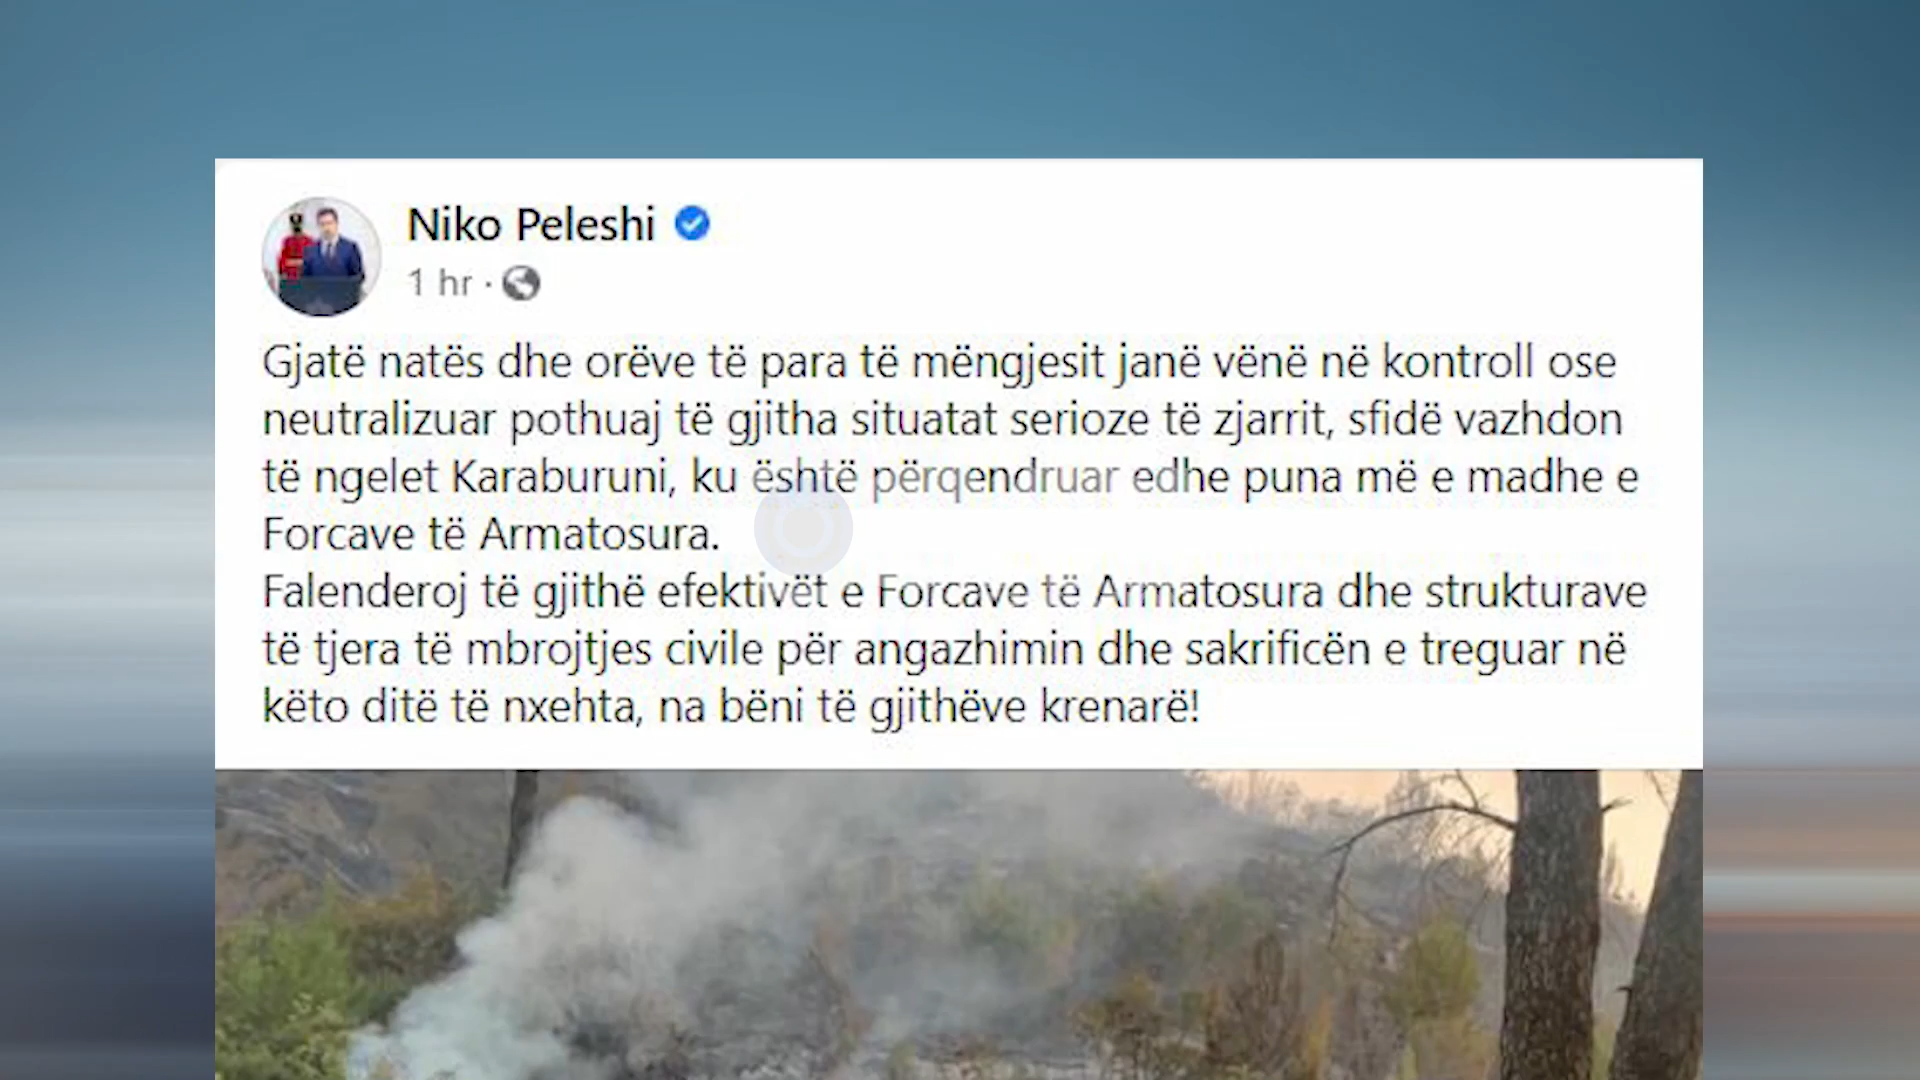 Niko Peleshi
1 hr ·
Gjatë natës dhe orëve të para të mëngjesit janë vënë në kontroll ose
neutralizuar pothuaj të gjitha situatat serioze të zjarrit, sfidë vazhdon
të ngelet Karaburuni, ku është përqendruar edhe puna më e madhe e
Forcave të Armatosura.
Falenderoj të gjithë efektivët e Forcave të Armatosura dhe strukturave
të tjera të mbrojtjes civile për angazhimin dhe sakrificën e treguar në
këto ditë të nxehta, na bëni të gjithëve krenarë!